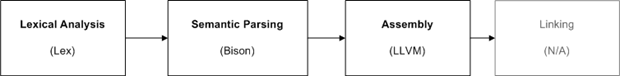 Lexical Analysis
(Lex)
Semantic Parsing
(Bison)
Assembly
(LLVM)
Linking
(N/A)